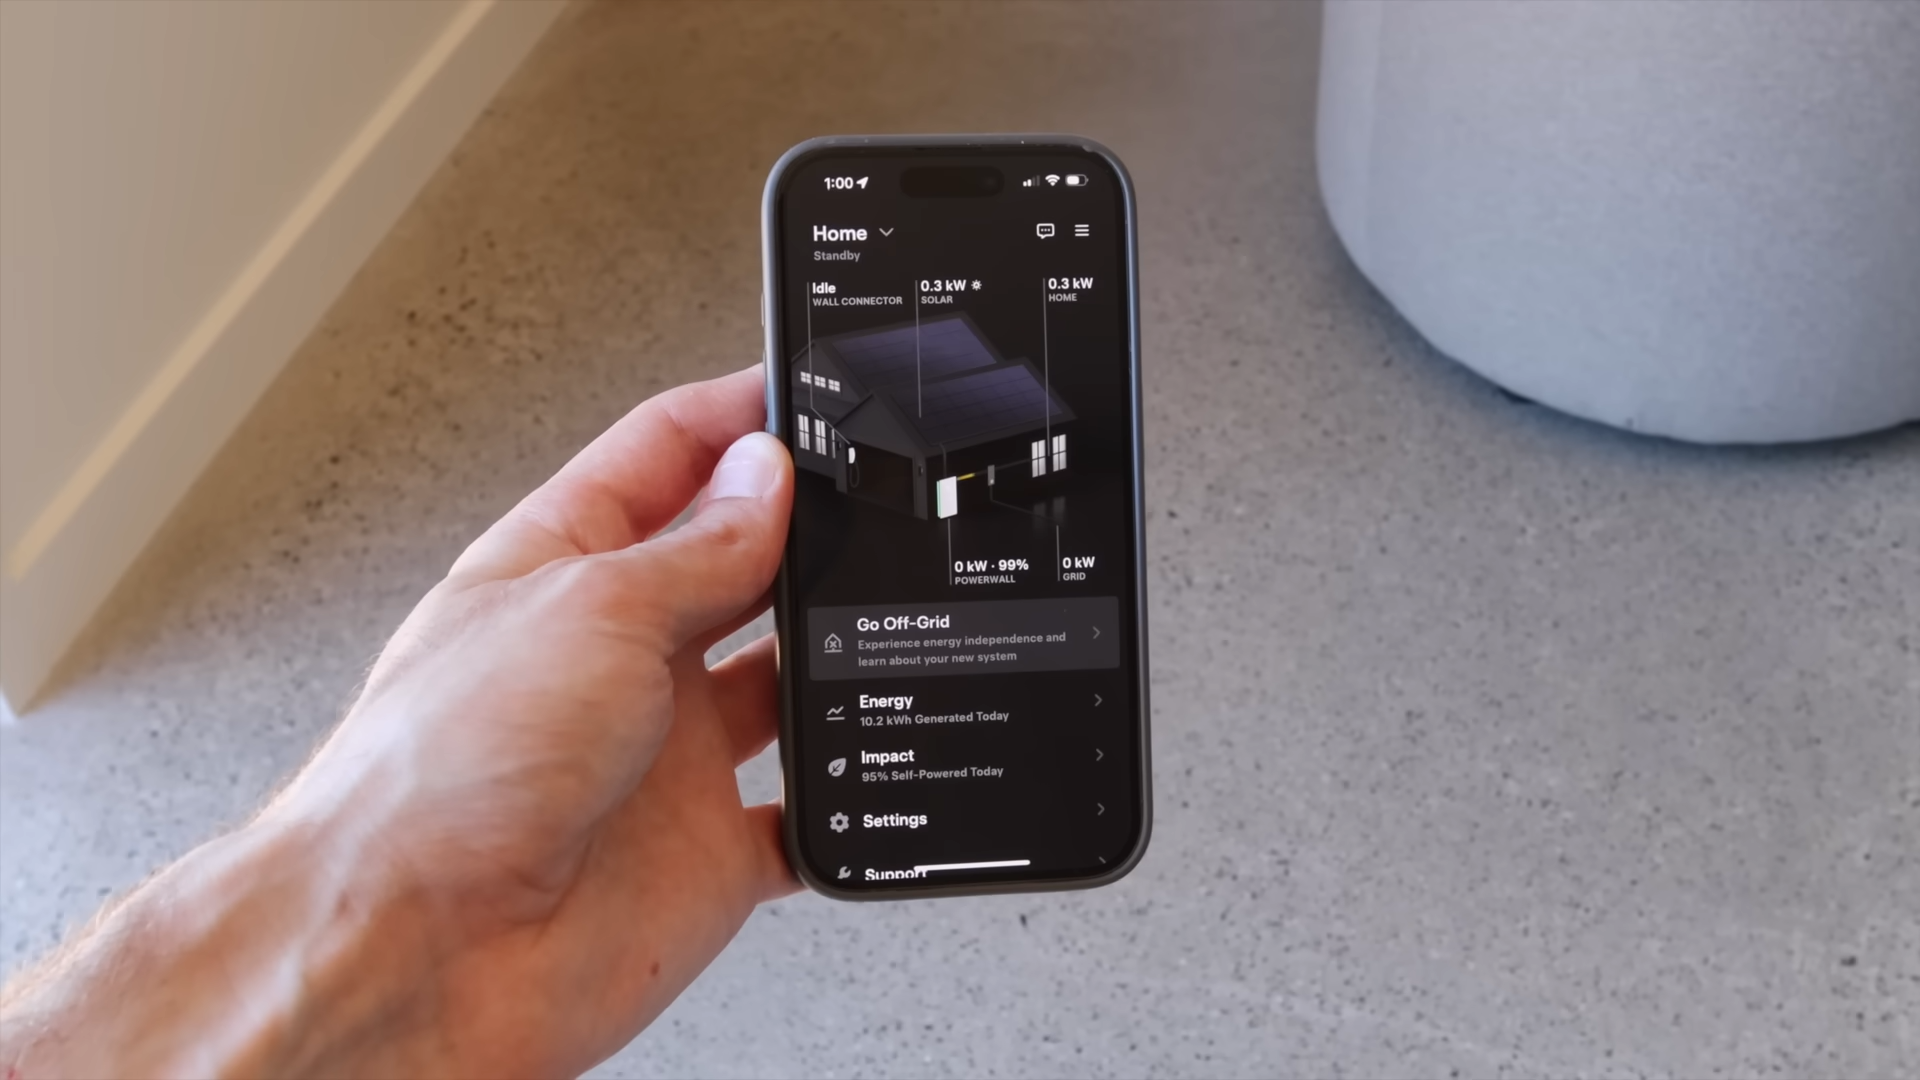 1:00
Home
Standby
Idle
WALL CONNECTOR
0.3 kW
SOLAR
0.3 kW
HOME
0 kW · 99%
POWERWALL
0 kW
GRID
Go Off-Grid
Experience energy independence and
learn about your new system
Energy
10.2 kWh Generated Today
Impact
95% Self-Powered Today
Settings
Support